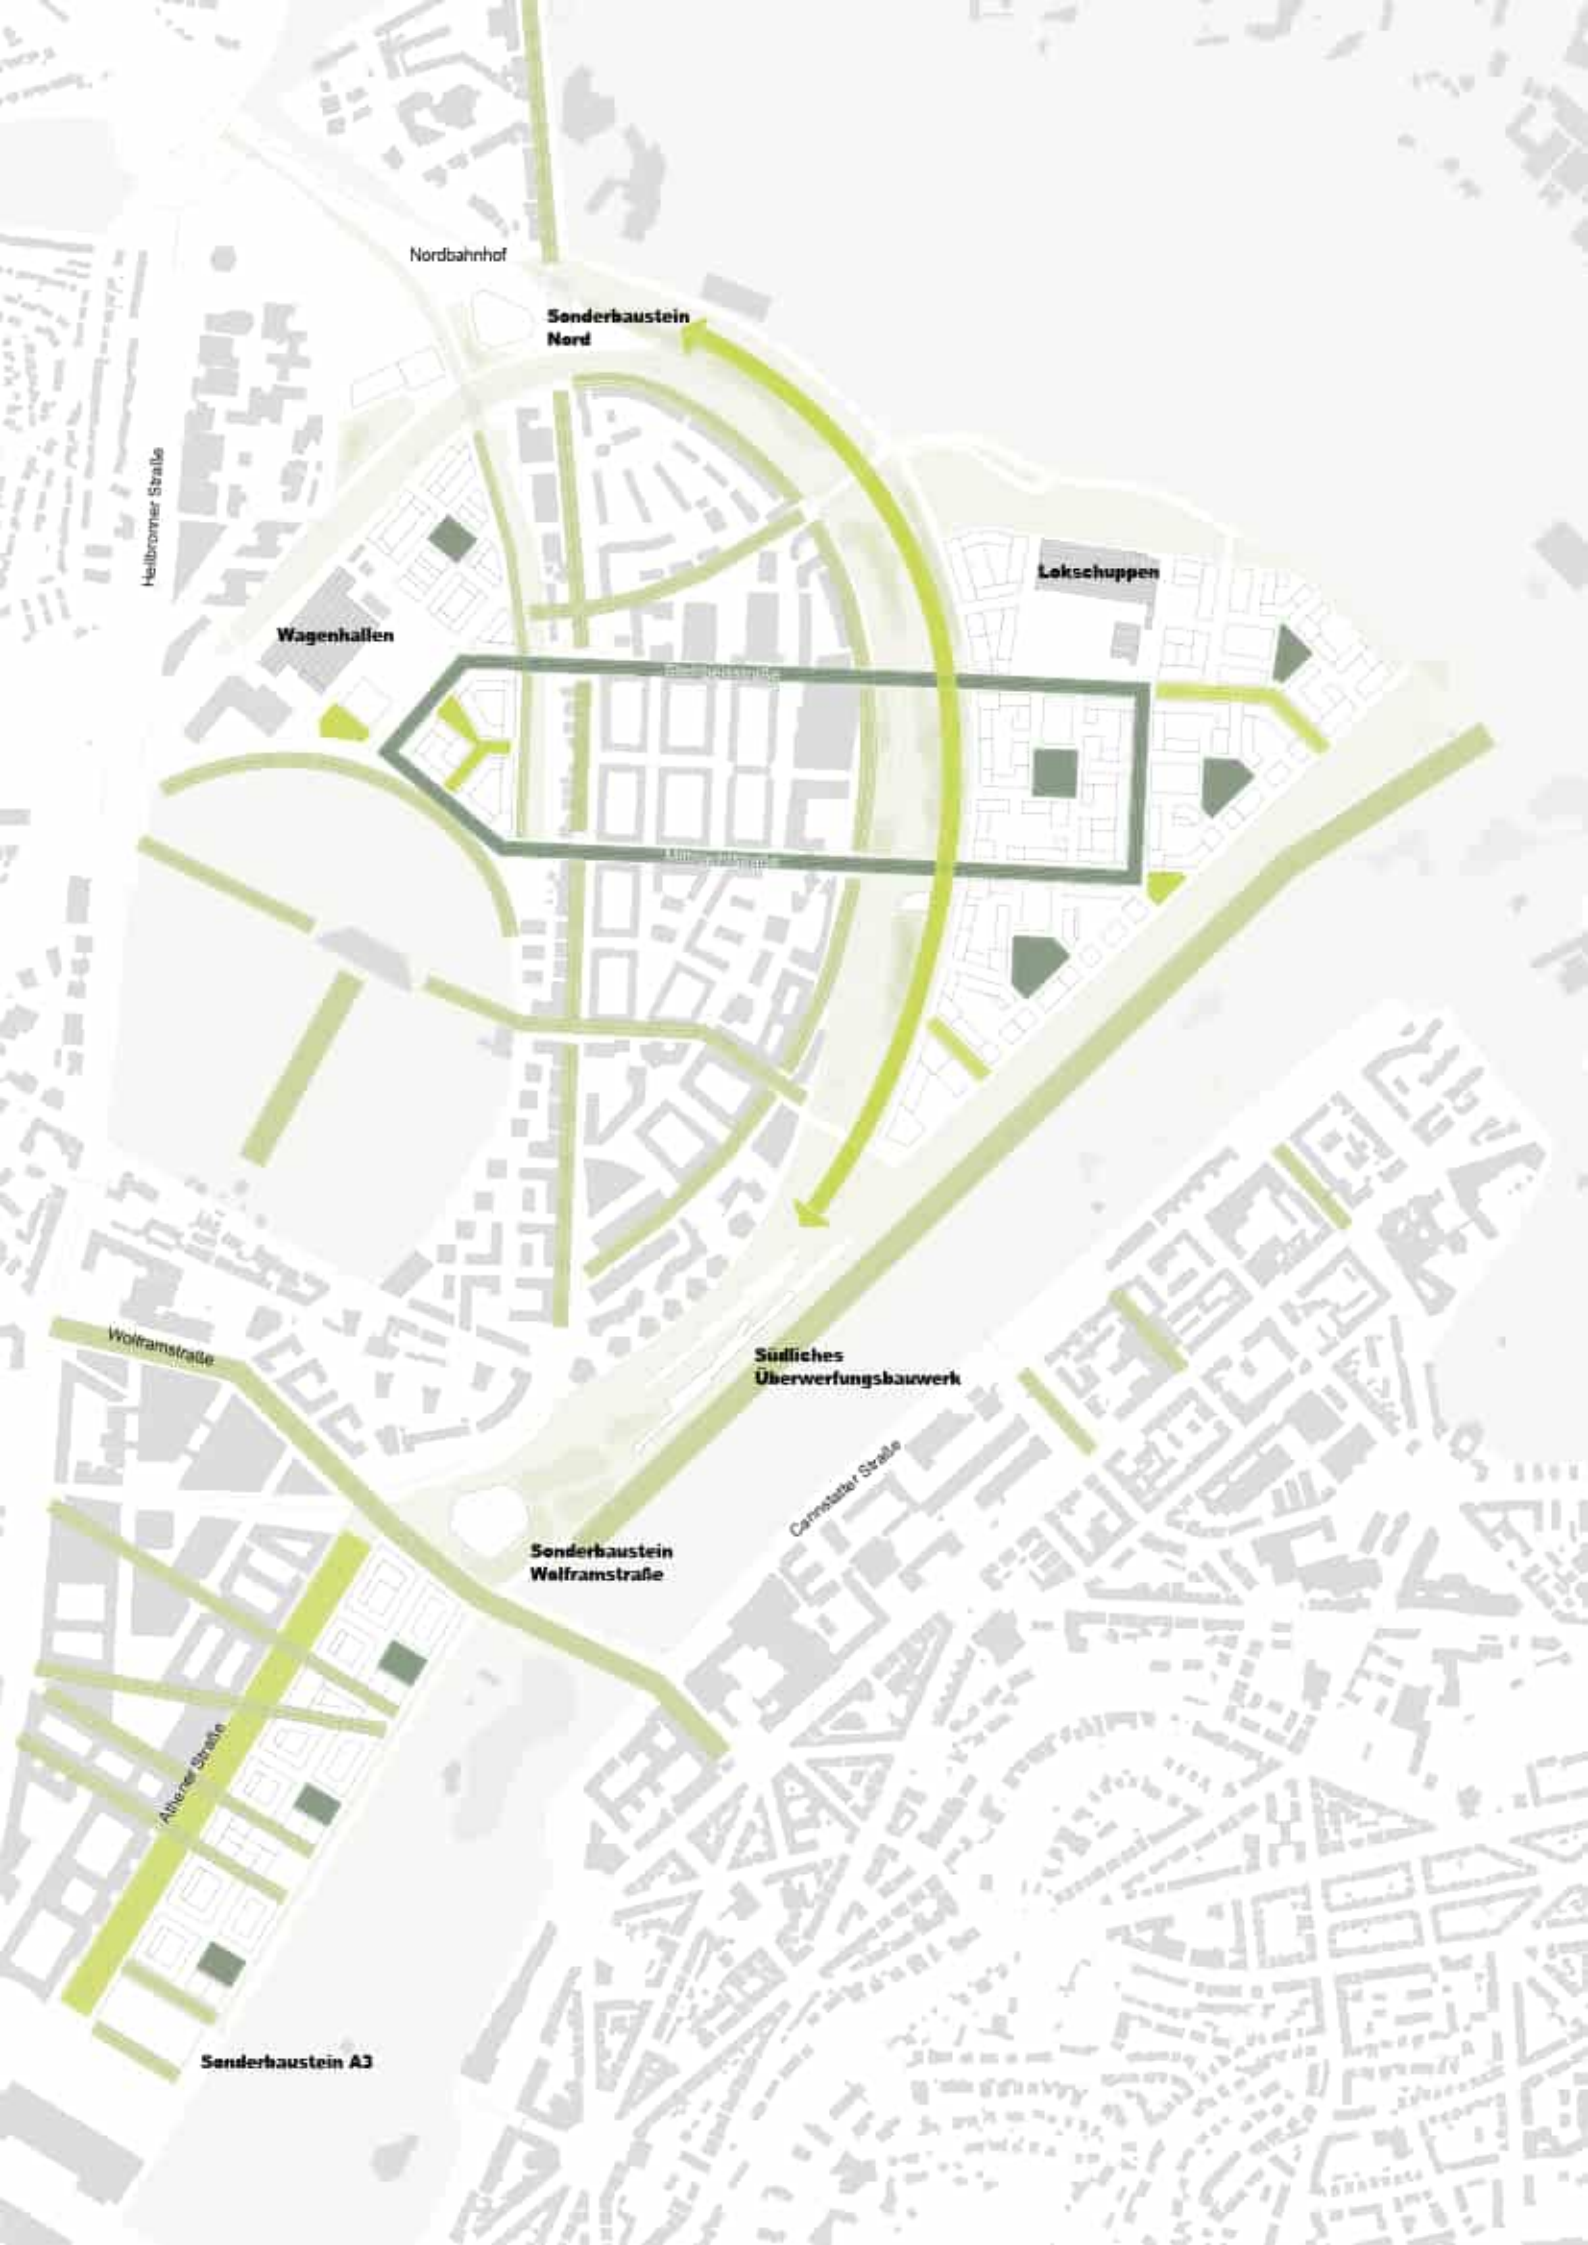 Nordbahnhof
Sonderbaustein
Nord
Heilbronner Straße
Lokschuppen
Wagenhallen
Wolframstraße
Südliches
Überwerfungsbauwerk
Cannstatter Straße
Sonderbaustein
Wolframstraße
Athener Straße
Sonderbaustein A3